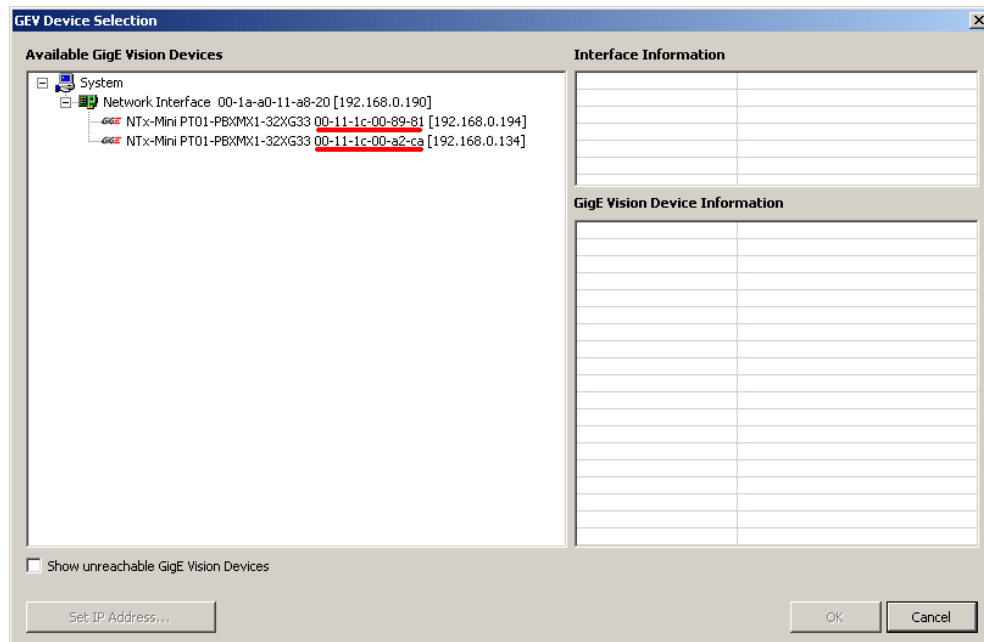 GEV Device Selection
Available GigE Vision Devices
Interface Information
System
Network Interface 00-1a-a0-11-a8-20 [192.168.0.190]
GIGE NTx-Mini PT01-PBXMX1-32XG33 00-11-1c-00-89-81 [192.168.0.194]
GIGE NTx-Mini PT01-PBXMX1-32XG33 00-11-1c-00-a2-ca [192.168.0.134]
GigE Vision Device Information
Show unreachable GigE Vision Devices
Set IP Address...
OK
Cancel